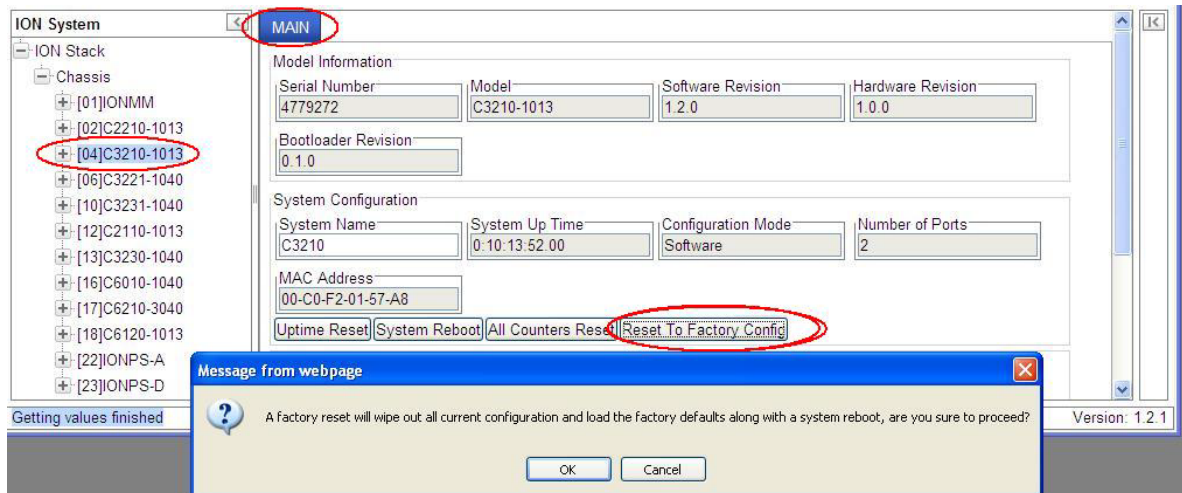 ION System
MAIN
ION Stack
Chassis
[01]IONMM
[02]C2210-1013
[04]C3210-1013
[06]C3221-1040
[10]C3231-1040
[12]C2110-1013
[13]C3230-1040
[16]C6010-1040
[17]C6210-3040
[18]C6120-1013
[22]IONPS-A
[23]IONPS-D
Model Information
Serial Number Model Software Revision Hardware Revision
4779272 C3210-1013 1.2.0 1.0.0
Bootloader Revision
0.1.0
System Configuration
System Name System Up Time Configuration Mode Number of Ports
C3210 0:10:13:52.00 Software 2
MAC Address
00-C0-F2-01-57-A8
Uptime Reset System Reboot All Counters Reset Reset To Factory Config
Getting values finished
Version: 1.2.1
Message from webpage
A factory reset will wipe out all current configuration and load the factory defaults along with a system reboot, are you sure to proceed?
OK Cancel